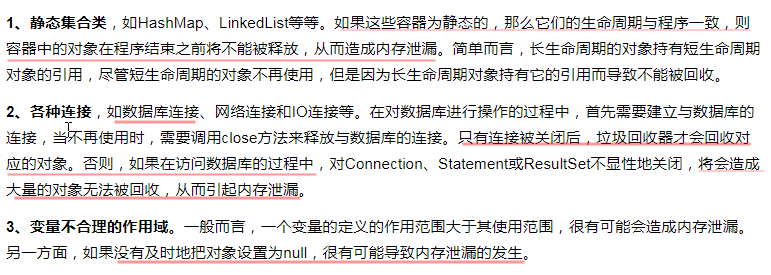 1、静态集合类，如HashMap、LinkedList等等。如果这些容器为静态的，那么它们的生命周期与程序一致，则
容器中的对象在程序结束之前将不能被释放，从而造成内存泄漏。简单而言，长生命周期的对象持有短生命周期
对象的引用，尽管短生命周期的对象不再使用，但是因为长生命周期对象持有它的引用而导致不能被回收。
2、各种连接，如数据库连接、网络连接和IO连接等。在对数据库进行操作的过程中，首先需要建立与数据库的
连接，当不再使用时，需要调用close方法来释放与数据库的连接。只有连接被关闭后，垃圾回收器才会回收对
应的对象。否则，如果在访问数据库的过程中，对Connection、Statement或ResultSet不显性地关闭，将会造成
大量的对象无法被回收，从而引起内存泄漏。
3、变量不合理的作用域。一般而言，一个变量的定义的作用范围大于其使用范围，很有可能会造成内存泄漏。
另一方面，如果没有及时地把对象设置为null，很有可能导致内存泄漏的发生。